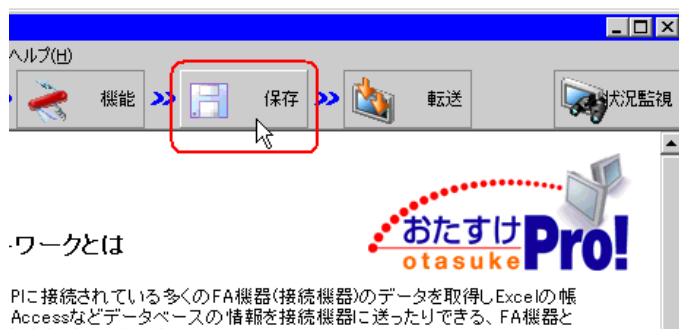 ヘルプ(H)
機能 保存 転送 状況監視
おたすけPro!
otasuke
ワークとは
PIに接続されている多くのFA機器(接続機器)のデータを取得しExcelの帳
Accessなどデータベースの情報を接続機器に送ったりできる、FA機器と